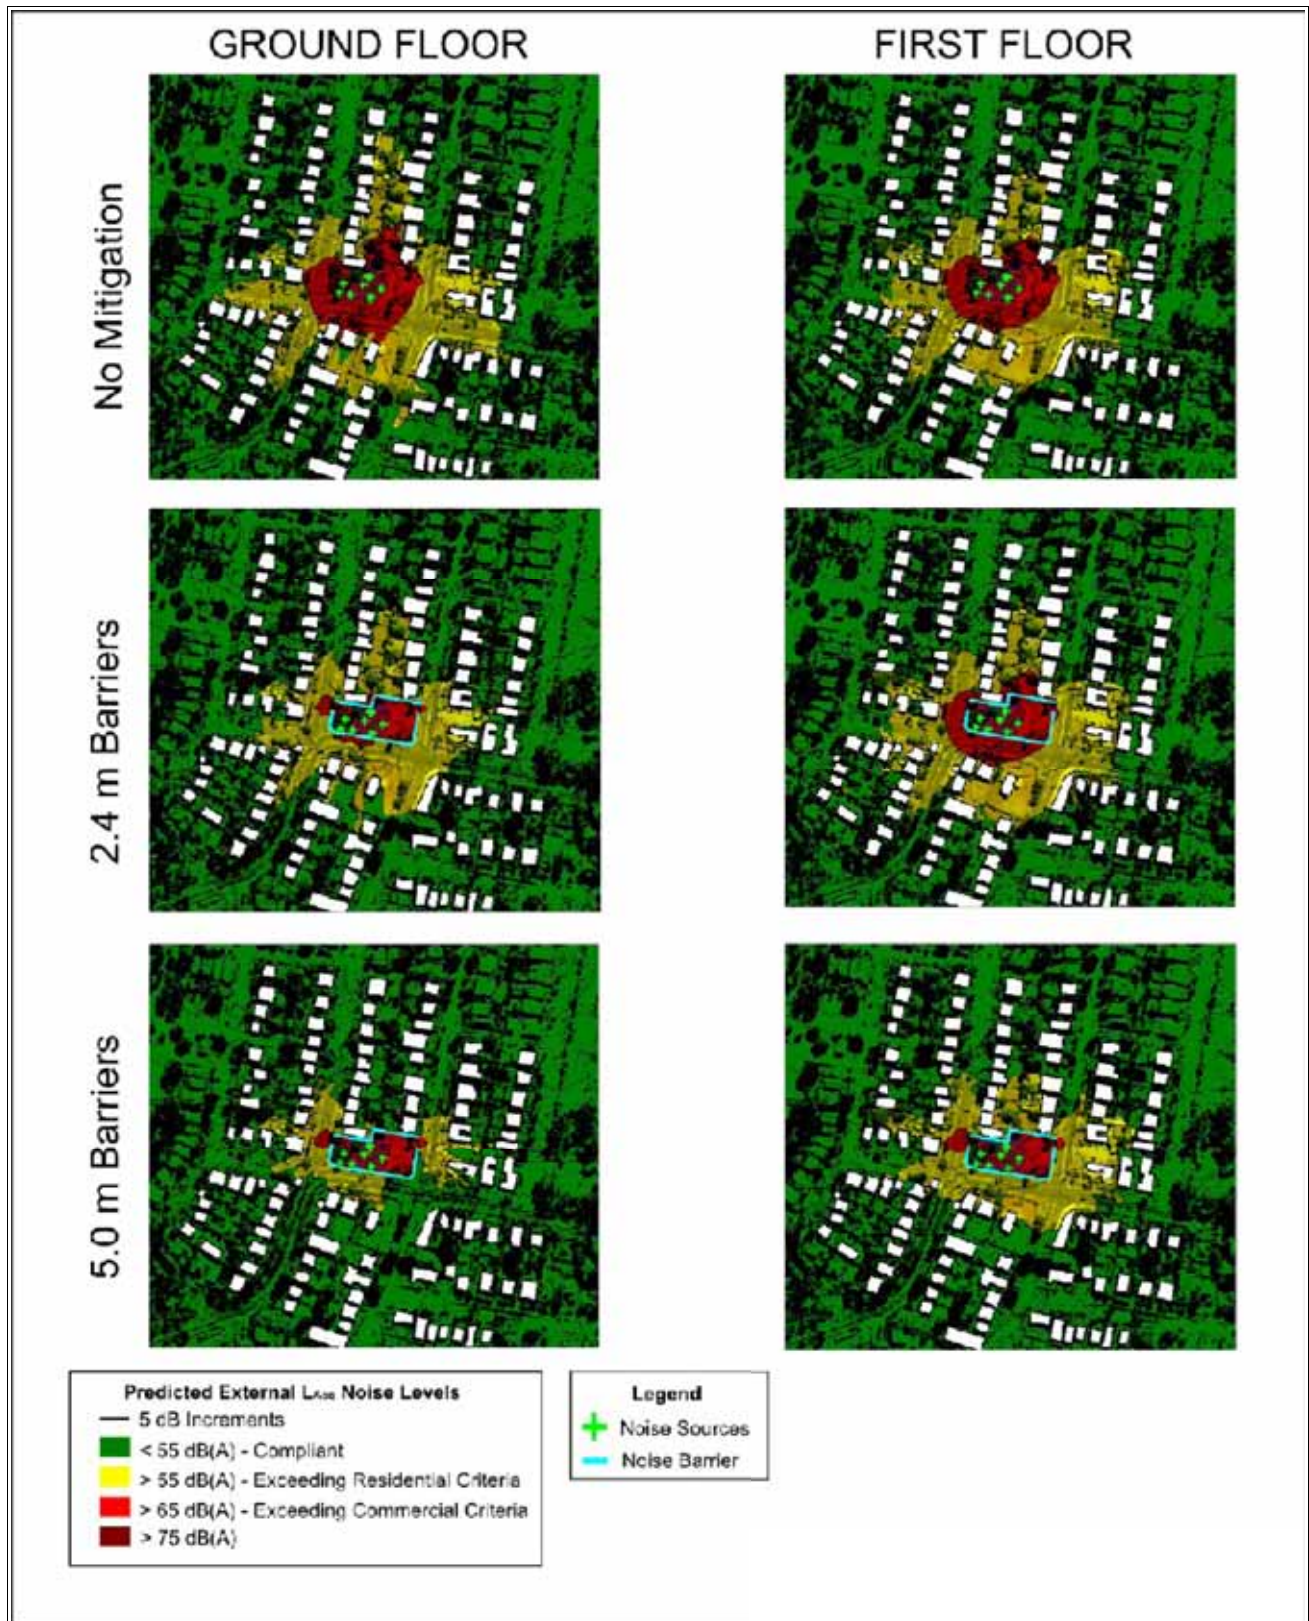 GROUND FLOOR
FIRST FLOOR
No Mitigation
2.4 m Barriers
5.0 m Barriers
Predicted External Noise Levels
5 dB Increments
< 55 dB(A) - Compliant
> 55 dB(A) - Exceeding Residential Criteria
> 65 dB(A) - Exceeding Commercial Criteria
> 75 dB(A)
Legend
Noise Sources
Noise Barrier